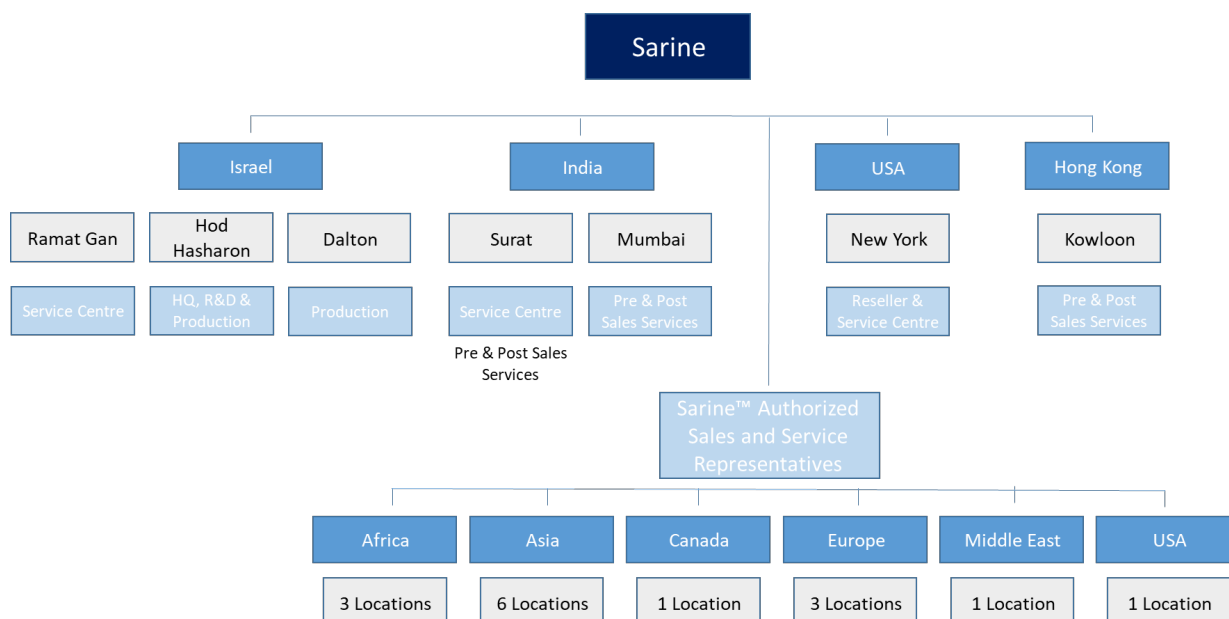 Sarine
Israel
India
USA
Hong Kong
Ramat Gan
Hod
Hasharon
Dalton
Surat
Mumbai
New York
Kowloon
Service Centre
HQ, R&D &
Production
Production
Service Centre
Pre & Post
Sales Services
Reseller &
Service Centre
Pre & Post
Sales Services
Pre & Post Sales
Services
Sarine™ Authorized
Sales and Service
Representatives
Africa
Asia
Canada
Europe
Middle East
USA
3 Locations
6 Locations
1 Location
3 Locations
1 Location
1 Location